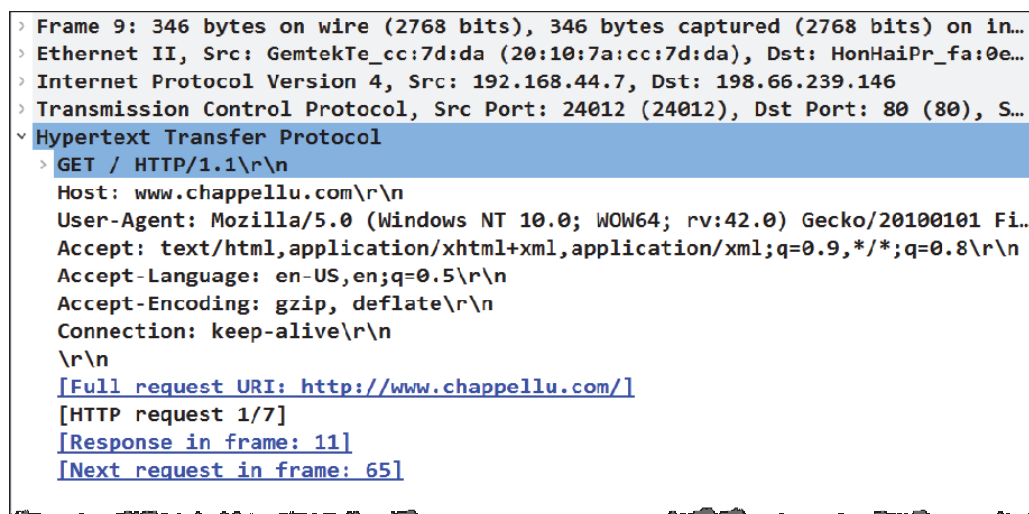 Frame 9: 346 bytes on wire (2768 bits), 346 bytes captured (2768 bits) on in…
Ethernet II, Src: GemtekTe_cc:7d:da (20:10:7a:cc:7d:da), Dst: HonHaiPr_fa:0e…
Internet Protocol Version 4, Src: 192.168.44.7, Dst: 198.66.239.146
Transmission Control Protocol, Src Port: 24012 (24012), Dst Port: 80 (80), S…
Hypertext Transfer Protocol
GET / HTTP/1.1\r\n
Host: www.chappellu.com\r\n
User-Agent: Mozilla/5.0 (Windows NT 10.0; WOW64; rv:42.0) Gecko/20100101 Fi…
Accept: text/html,application/xhtml+xml,application/xml;q=0.9,*/*;q=0.8\r\n
Accept-Language: en-US,en;q=0.5\r\n
Accept-Encoding: gzip, deflate\r\n
Connection: keep-alive\r\n
\r\n
[Full request URI: http://www.chappellu.com/]
[HTTP request 1/7]
[Response in frame: 11]
[Next request in frame: 65]